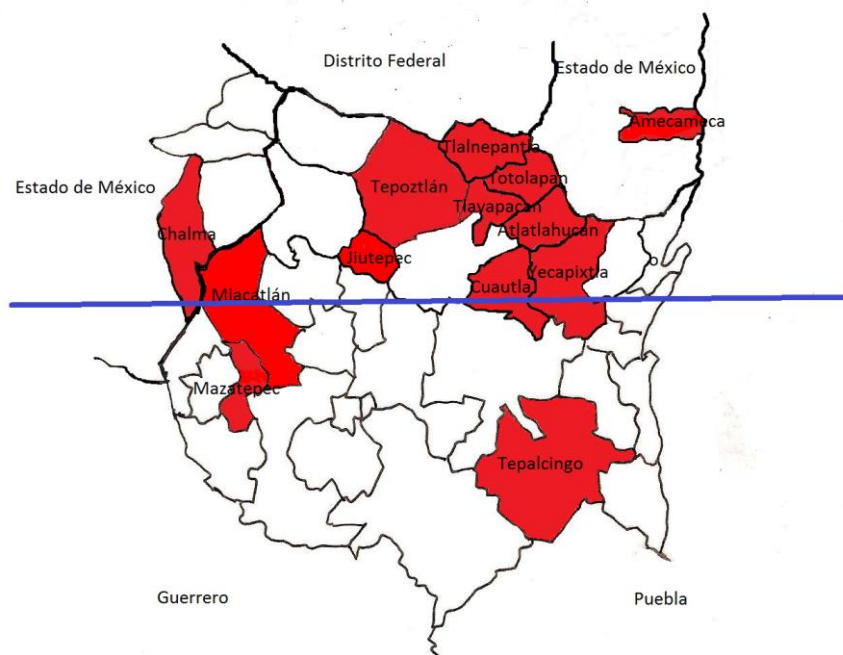 Distrito Federal
Estado de México
Amecameca
Tlalnepantla
Totolapan
Tepoztlán
Estado de México
Tlayapacan
Chalma
Atlatlahucan
Jiutepec
Yecapixtla
Cuautla
Miacatlán
Mazatepec
Tepalcingo
Guerrero
Puebla